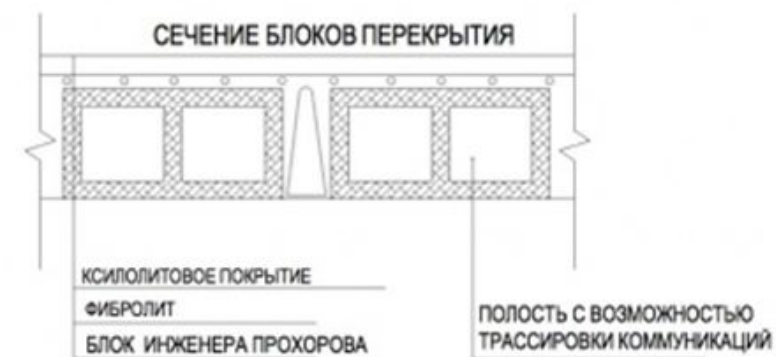 СЕЧЕНИЕ БЛОКОВ ПЕРЕКРЫТИЯ
КСИЛОЛИТОВОЕ ПОКРЫТИЕ
ФИБРОЛИТ
БЛОК ИНЖЕНЕРА ПРОХОРОВА
ПОЛОСТЬ С ВОЗМОЖНОСТЬЮ
ТРАССИРОВКИ КОММУНИКАЦИЙ